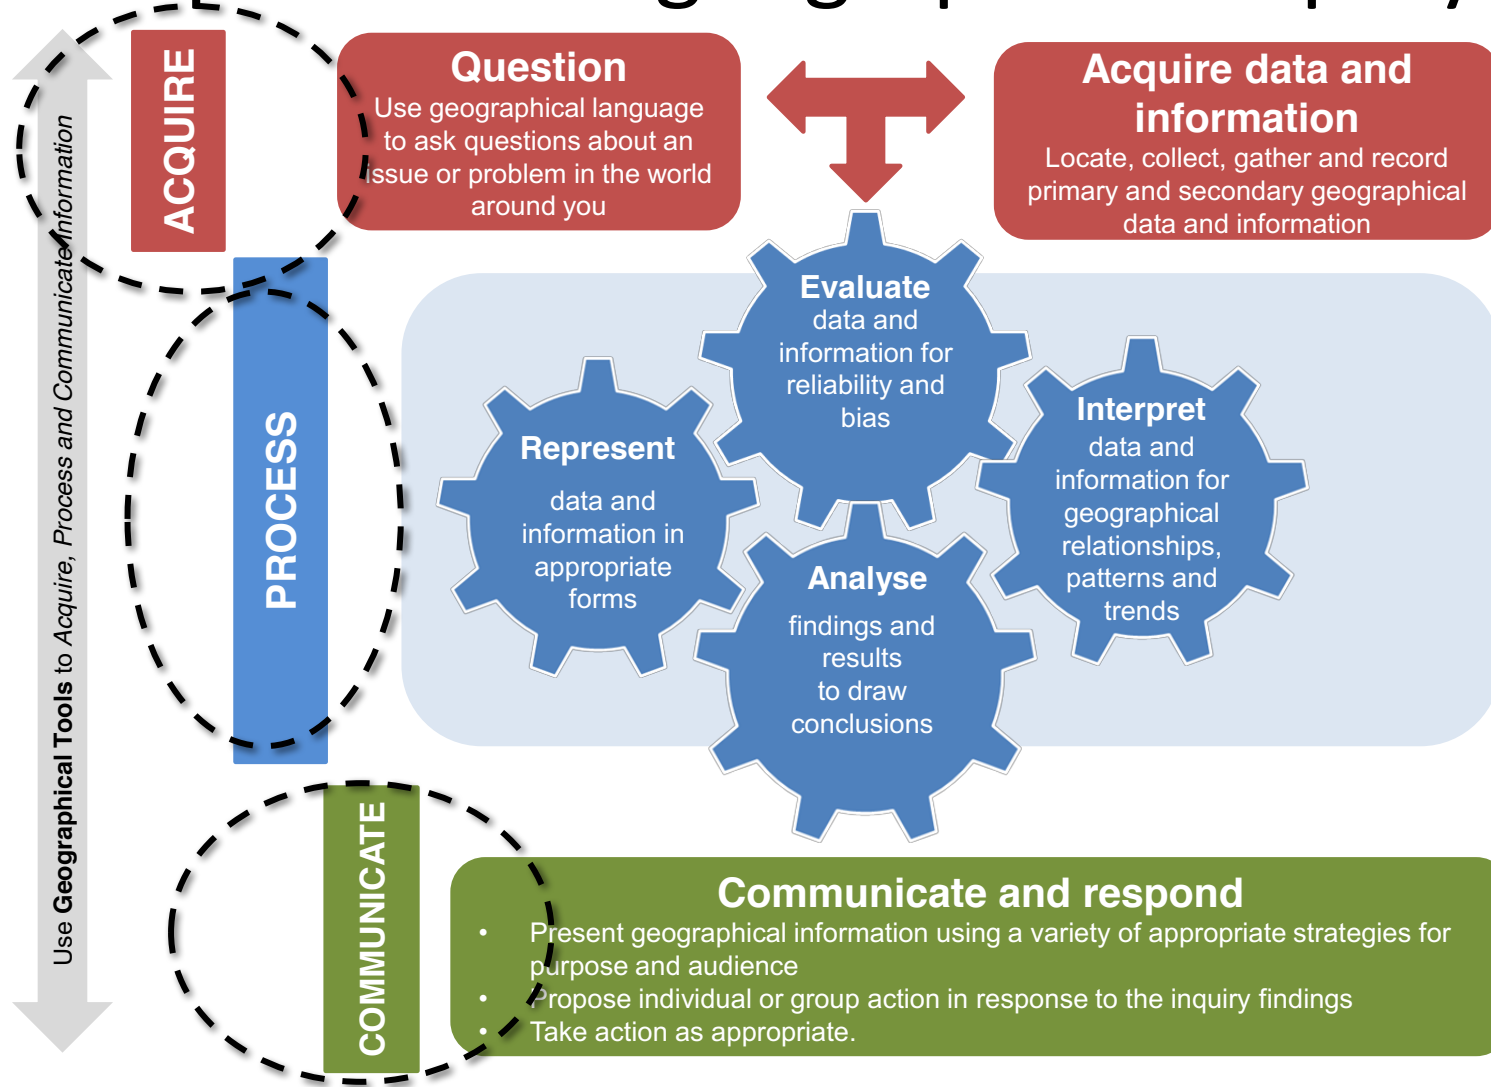 ACQUIRE
Question
Use geographical language
to ask questions about an
issue or problem in the world
around you
Acquire data and
information
Locate, collect, gather and record
primary and secondary geographical
data and information
Use Geographical Tools to Acquire, Process and Communicate Information
PROCESS
Evaluate
data and
information for
reliability and
bias
Represent
data and
information in
appropriate
forms
Interpret
data and
information for
geographical
relationships,
patterns and
trends
Analyse
findings and
results
to draw
conclusions
COMMUNICATE
Communicate and respond
• Present geographical information using a variety of appropriate strategies for
purpose and audience
• Propose individual or group action in response to the inquiry findings
• Take action as appropriate.